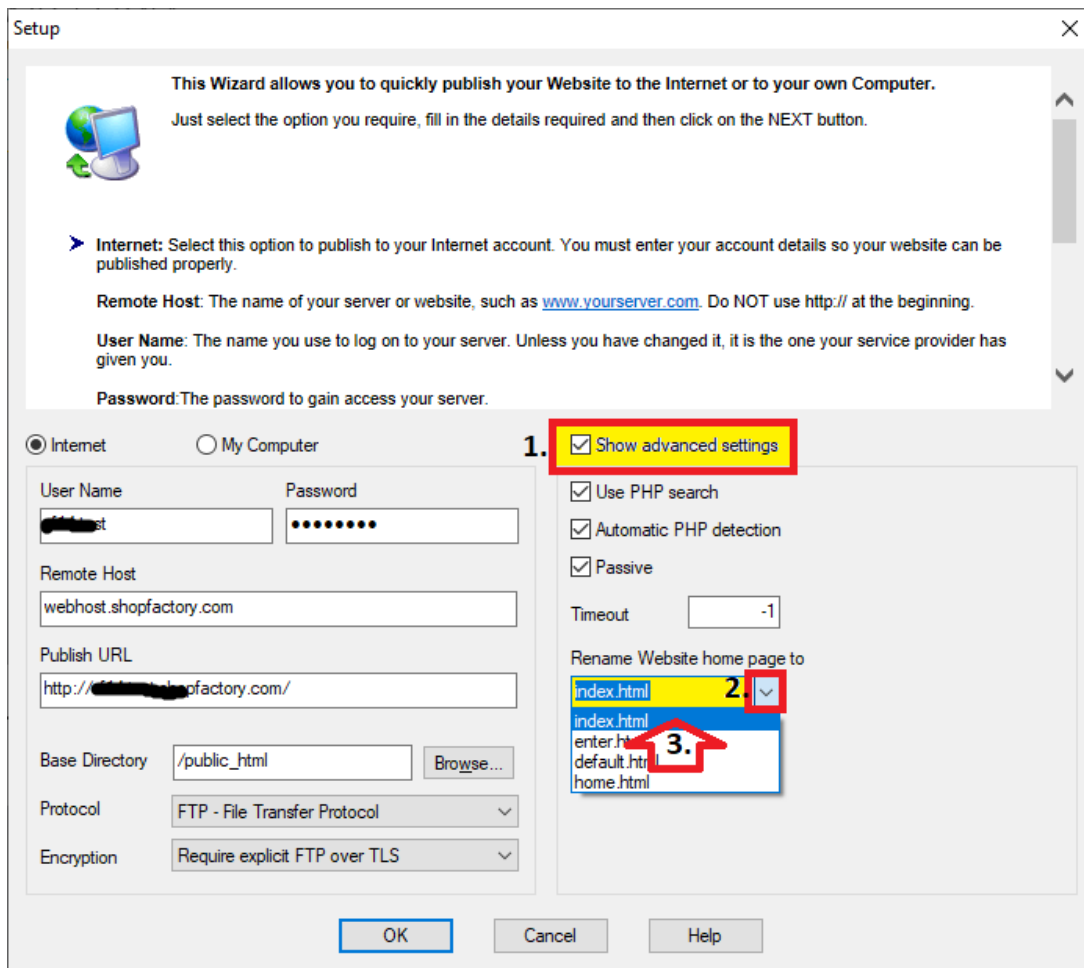 Setup
This Wizard allows you to quickly publish your Website to the Internet or to your own Computer.
Just select the option you require, fill in the details required and then click on the NEXT button.
Internet: Select this option to publish to your Internet account. You must enter your account details so your website can be
published properly.
Remote Host: The name of your server or website, such as www.yourserver.com. Do NOT use http:// at the beginning.
User Name: The name you use to log on to your server. Unless you have changed it, it is the one your service provider has
given you.
Password:The password to gain access your server.
Internet
My Computer
1.
Show advanced settings
User Name
Password
st
••••••••
Remote Host
webhost.shopfactory.com
Publish URL
http:// pfactory.com/
Base Directory
/public_html
Browse...
Protocol
FTP - File Transfer Protocol
Encryption
Require explicit FTP over TLS
Use PHP search
Automatic PHP detection
Passive
Timeout
-1
Rename Website home page to
index.html
2.
index.html
3.
home.html
OK
Cancel
Help